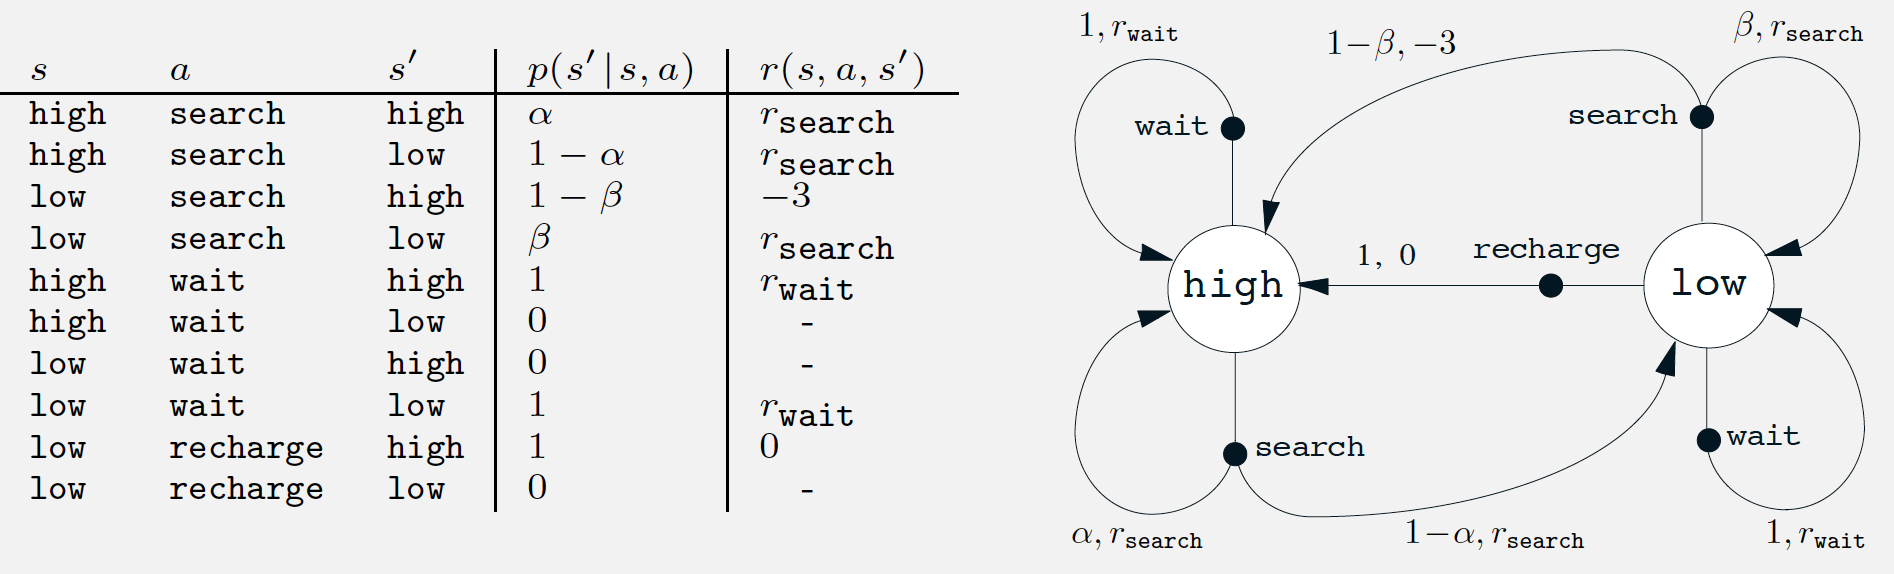 s a s′ p(s′ | s, a) r(s, a, s′)
high search high α r_search
high search low 1 − α r_search
low search high 1 − β −3
low search low β r_search
high wait high 1 r_wait
high wait low 0 -
low wait high 0 -
low wait low 1 r_wait
low recharge high 1 0
low recharge low 0 -
1, r_wait
1−β, −3
β, r_search
wait
search
high
1, 0
recharge
low
search
wait
α, r_search
1−α, r_search
1, r_wait